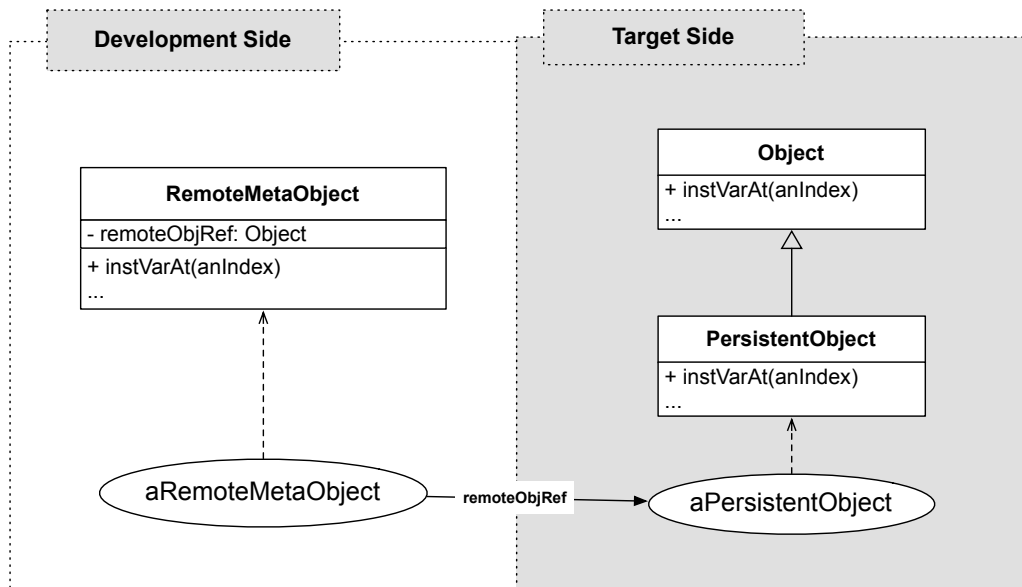 Development Side
Target Side
RemoteMetaObject
- remoteObjRef: Object
+ instVarAt(anIndex)
...
Object
+ instVarAt(anIndex)
...
PersistentObject
+ instVarAt(anIndex)
...
aRemoteMetaObject
remoteObjRef
aPersistentObject